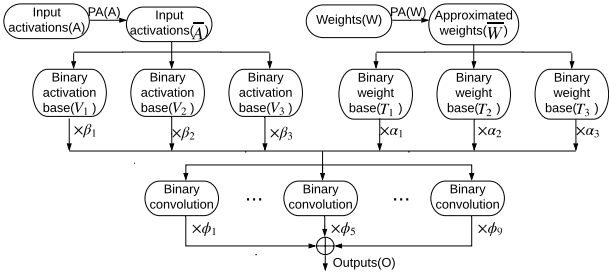 Input
activations(A)
PA(A)
Input
activations(A̅)
Weights(W)
PA(W)
Approximated
weights(W̅)
Binary
activation
base(V₁)
Binary
activation
base(V₂)
Binary
activation
base(V₃)
Binary
weight
base(T₁)
Binary
weight
base(T₂)
Binary
weight
base(T₃)
×β₁
×β₂
×β₃
×α₁
×α₂
×α₃
Binary
convolution
...
Binary
convolution
...
Binary
convolution
×ϕ₁
×ϕ₅
×ϕ₉
Outputs(O)